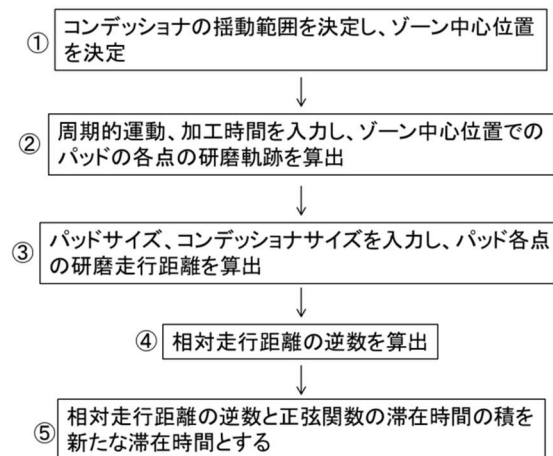 ① コンデッショナの揺動範囲を決定し、ゾーン中心位置
を決定
② 周期的運動、加工時間を入力し、ゾーン中心位置での
パッドの各点の研磨軌跡を算出
③ パッドサイズ、コンデッショナサイズを入力し、パッド各点
の研磨走行距離を算出
④ 相対走行距離の逆数を算出
⑤ 相対走行距離の逆数と正弦関数の滞在時間の積を
新たな滞在時間とする